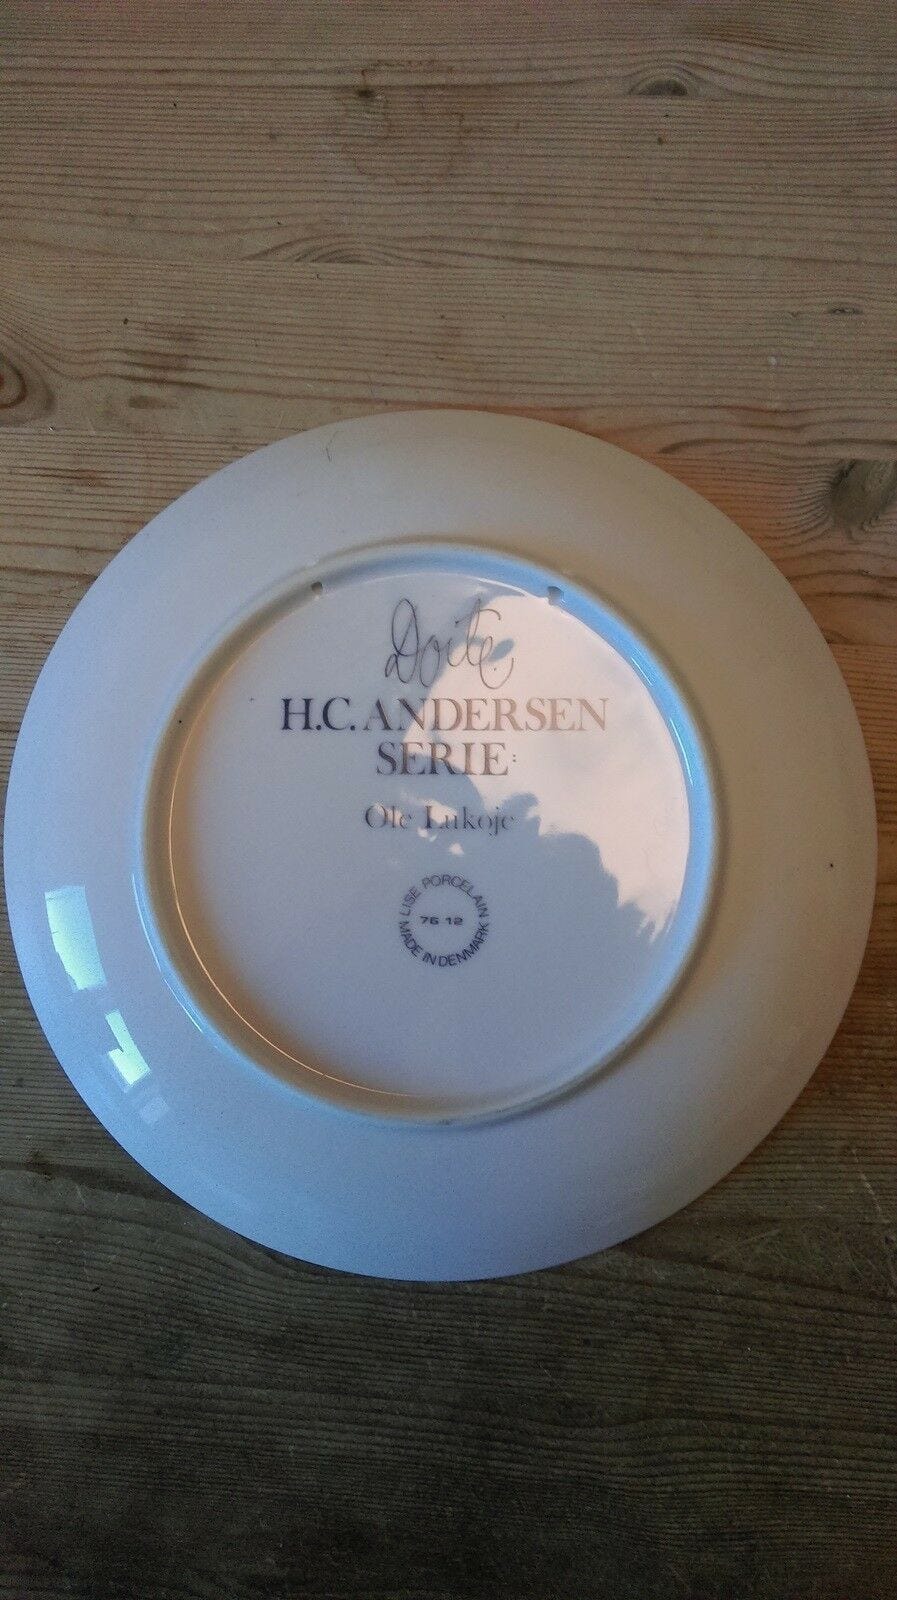 Doite.
H.C. ANDERSEN
SERIE:
Ole Lukoje
LISE PORCELAIN
76 12
MADE IN DENMARK